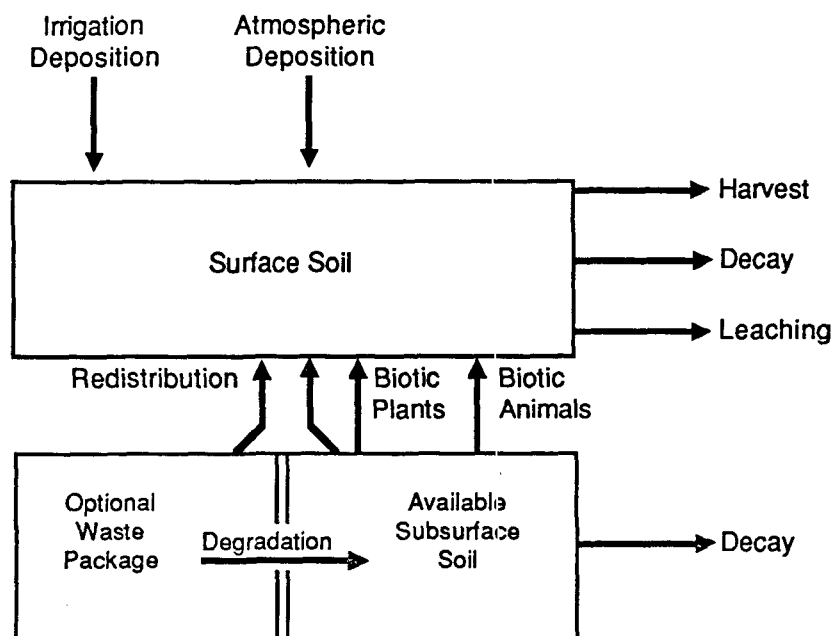 Irrigation
Deposition
Atmospheric
Deposition
Surface Soil
Harvest
Decay
Leaching
Redistribution
Biotic
Plants
Biotic
Animals
Optional
Waste
Package
Degradation
Available
Subsurface
Soil
Decay